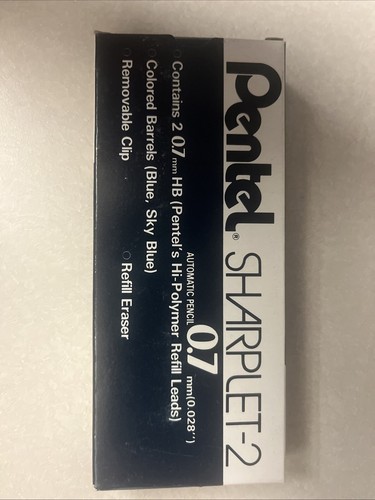 Pentel® SHARPLET-2
AUTOMATIC PENCIL 0.7 mm(0.028")
Contains 2 0.7mm HB (Pentel's Hi-Polymer Refill Leads)
Colored Barrels (Blue, Sky Blue)
Removable Clip
Refill Eraser